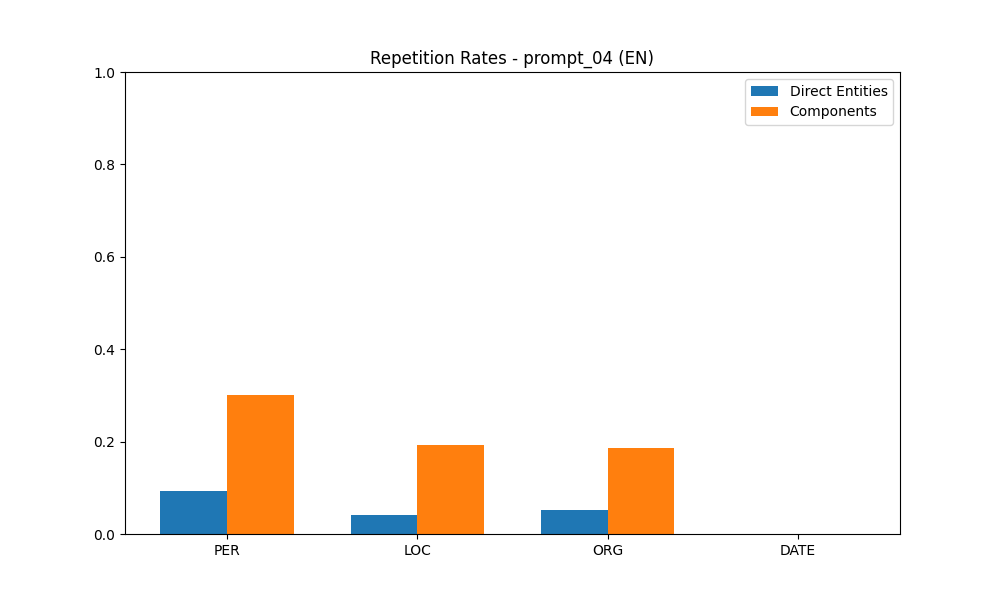 Repetition Rates - prompt_04 (EN)
Direct Entities
Components
1.0
0.8
0.6
0.4
0.2
0.0
PER
LOC
ORG
DATE